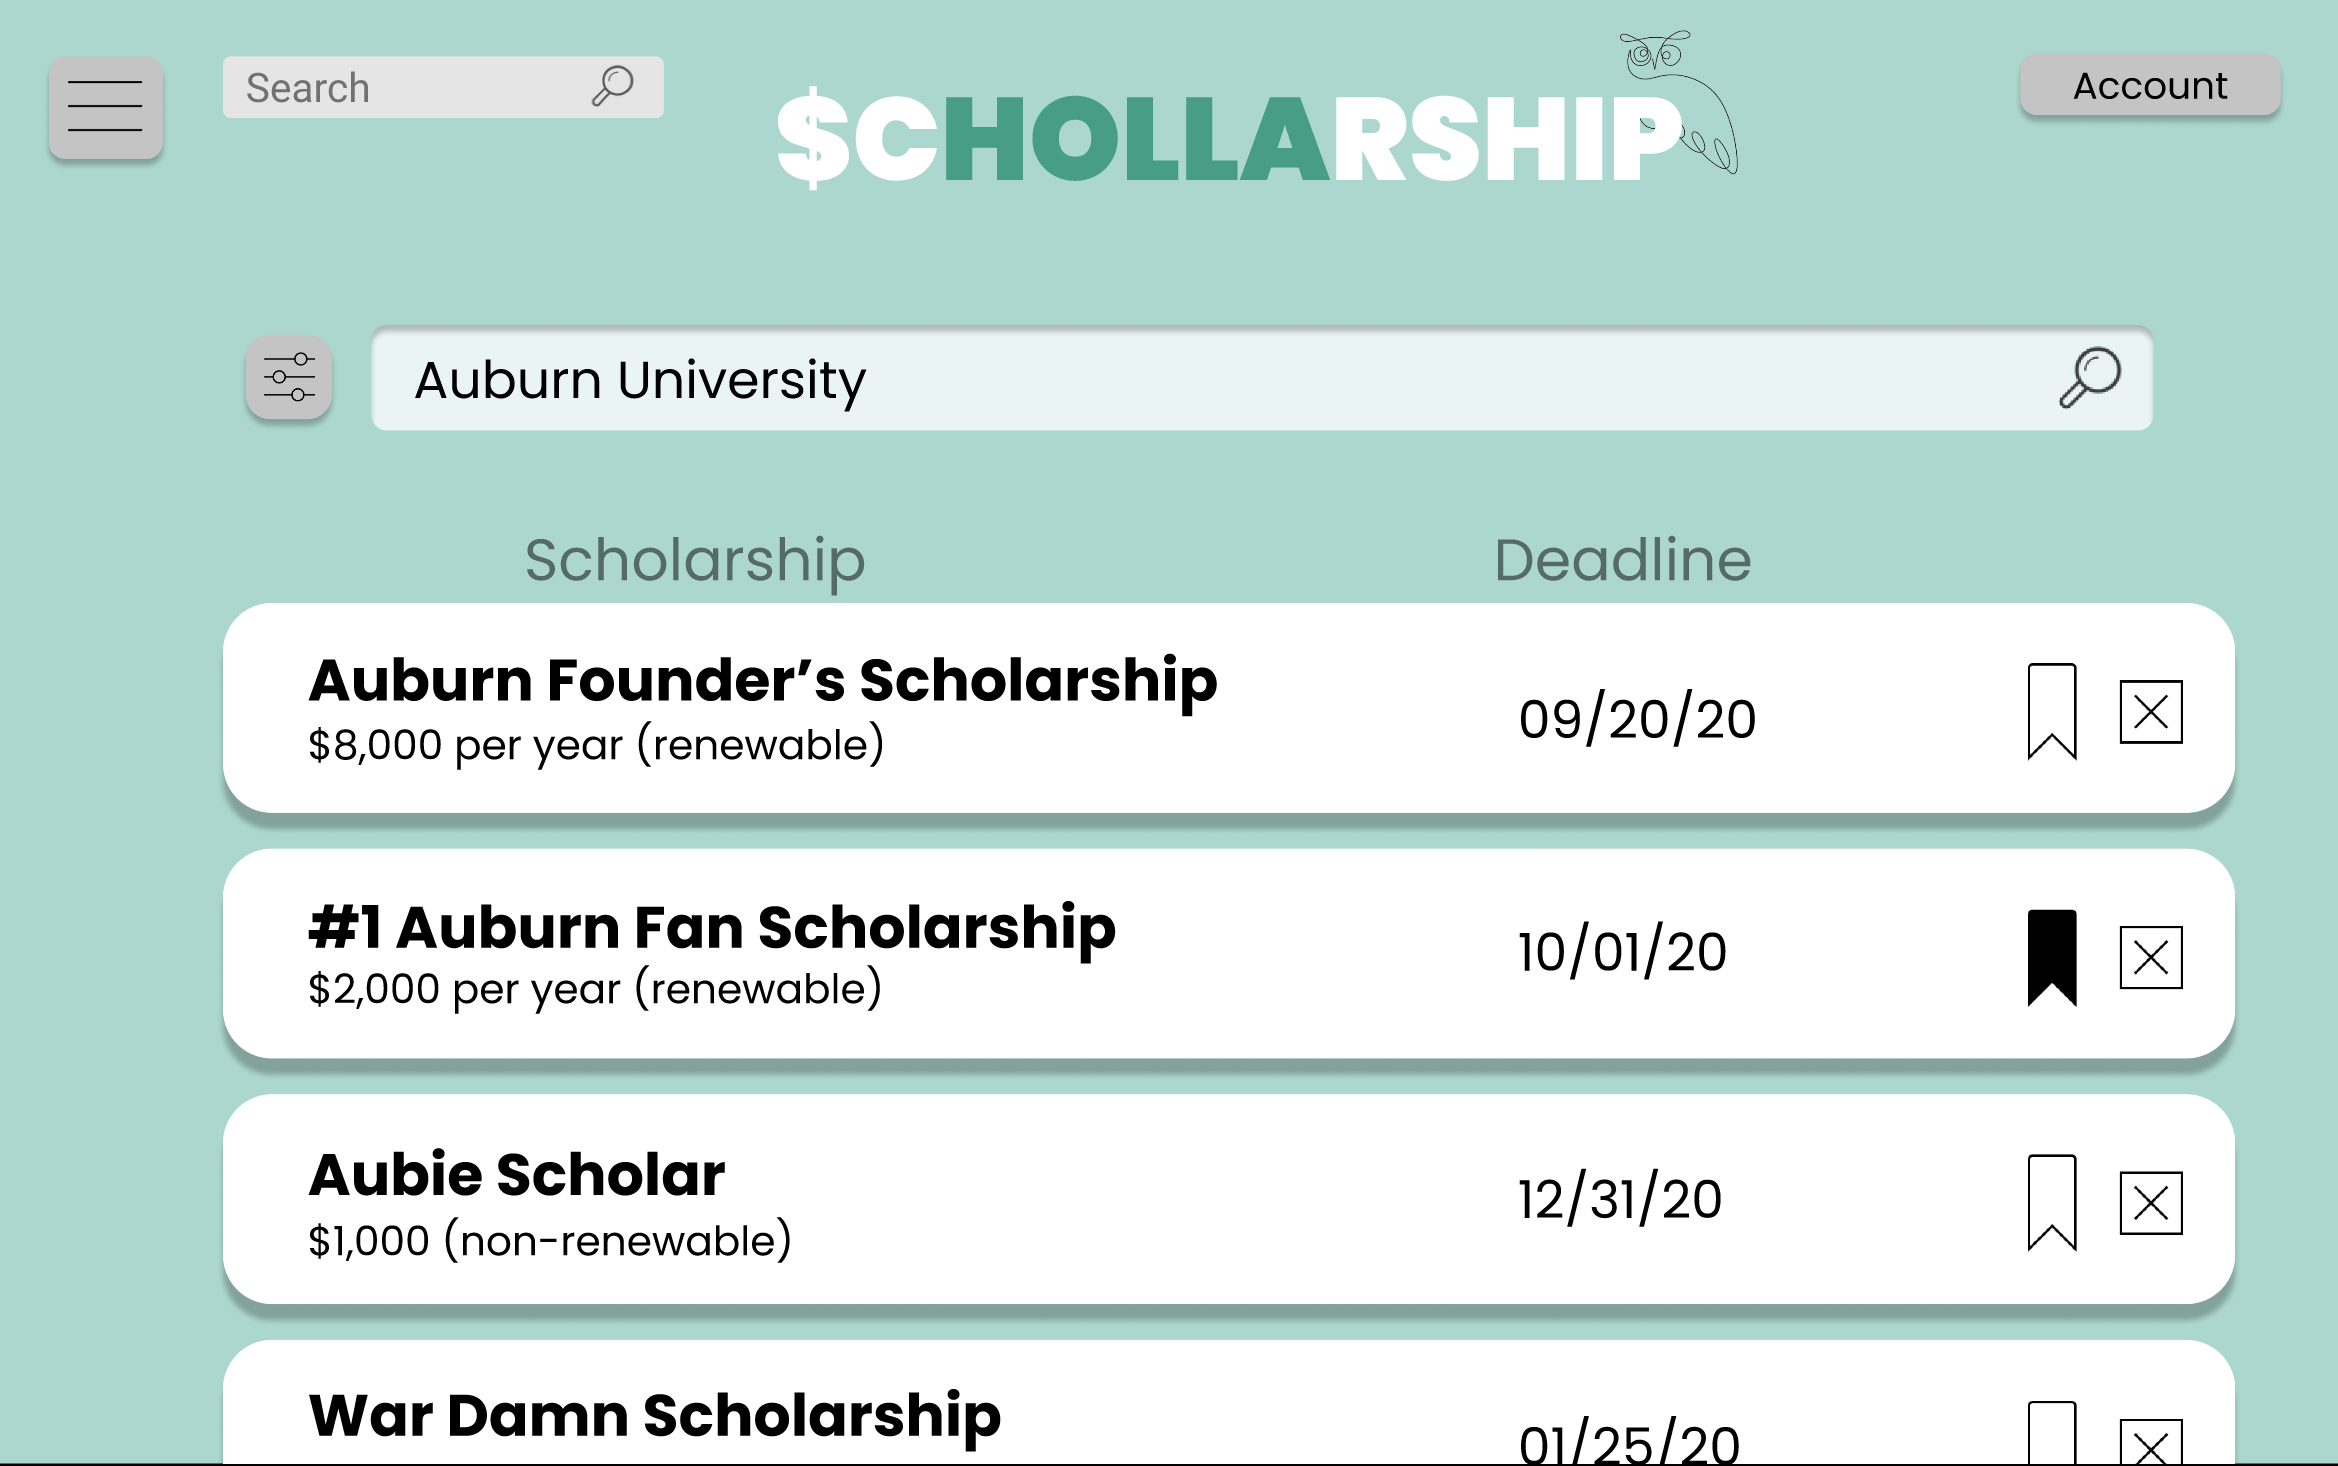 Search
$CHOLLARSHIP
Account
Auburn University
Scholarship
Deadline
Auburn Founder’s Scholarship
$8,000 per year (renewable)
09/20/20
#1 Auburn Fan Scholarship
$2,000 per year (renewable)
10/01/20
Aubie Scholar
$1,000 (non-renewable)
12/31/20
War Damn Scholarship
01/25/20